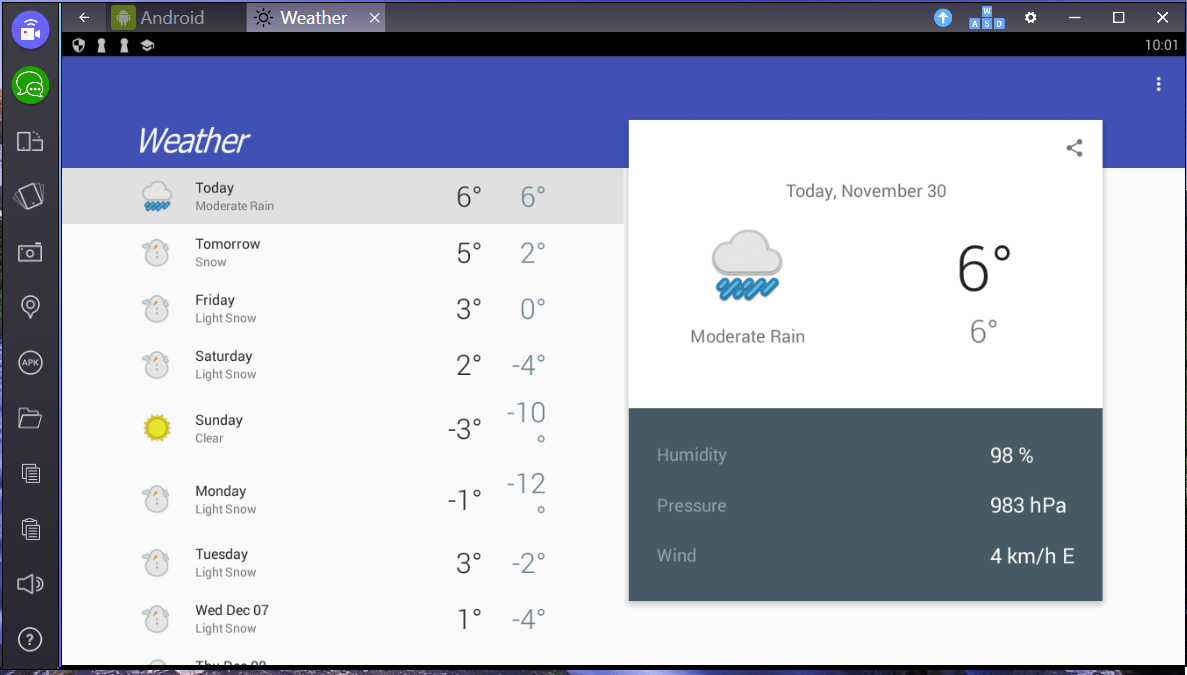 Android
Weather
W
A S D
10:01
Weather
Today
Moderate Rain
6° 6°
Tomorrow
Snow
5° 2°
Friday
Light Snow
3° 0°
Saturday
Light Snow
2° -4°
Sunday
Clear
-3° -10°
Monday
Light Snow
-1° -12°
Tuesday
Light Snow
3° -2°
Wed Dec 07
Light Snow
1° -4°
Thu Dec 08
Today, November 30
Moderate Rain
6°
6°
Humidity 98 %
Pressure 983 hPa
Wind 4 km/h E
APK
?